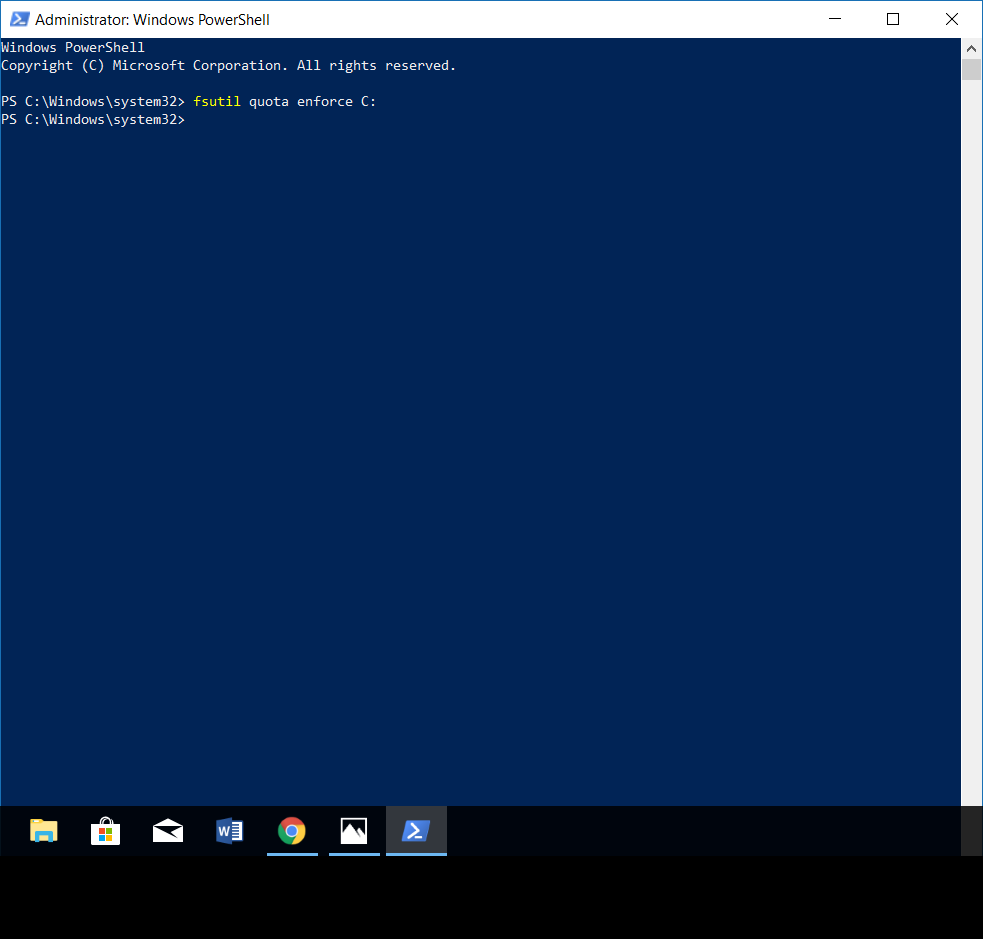 Administrator: Windows PowerShell
Windows PowerShell
Copyright (C) Microsoft Corporation. All rights reserved.
PS C:\Windows\system32> fsutil quota enforce C:
PS C:\Windows\system32>
W